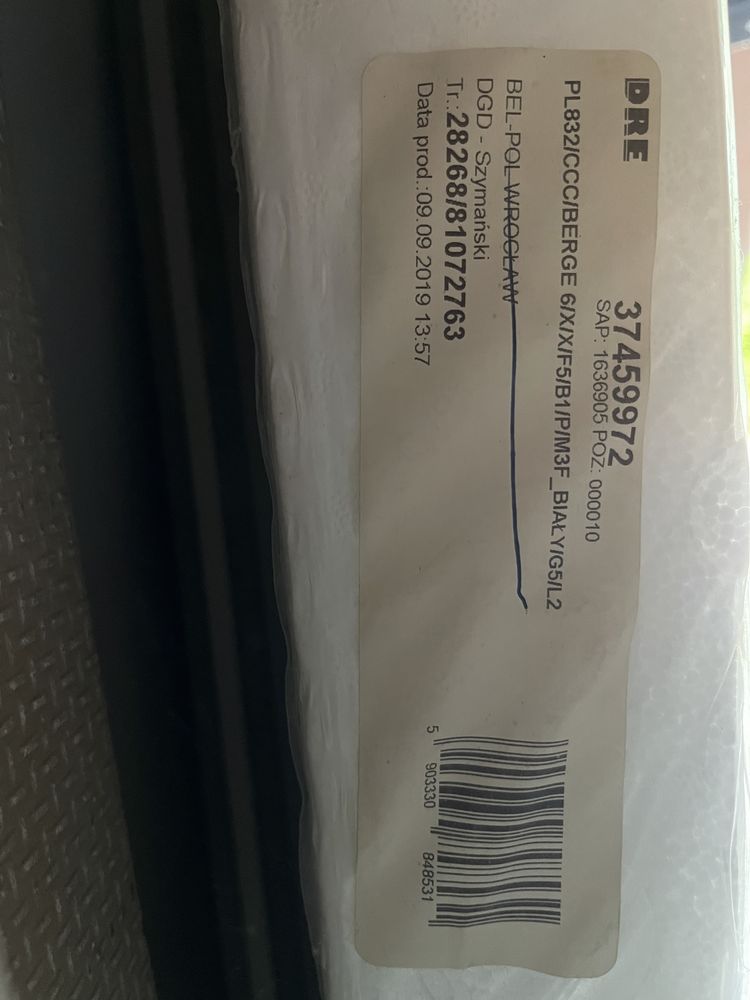 DRE
37459972
SAP: 1636905 POZ: 000010
PL832/CCC/BERGE 6/X/X/F5/B1/P/M3F_BIAŁY/G5/L2
BEL-POL WROCŁAW
DGD - Szymański
Tr.:28268/81072763
Data prod.:09.09.2019 13:57
5 903330 848531